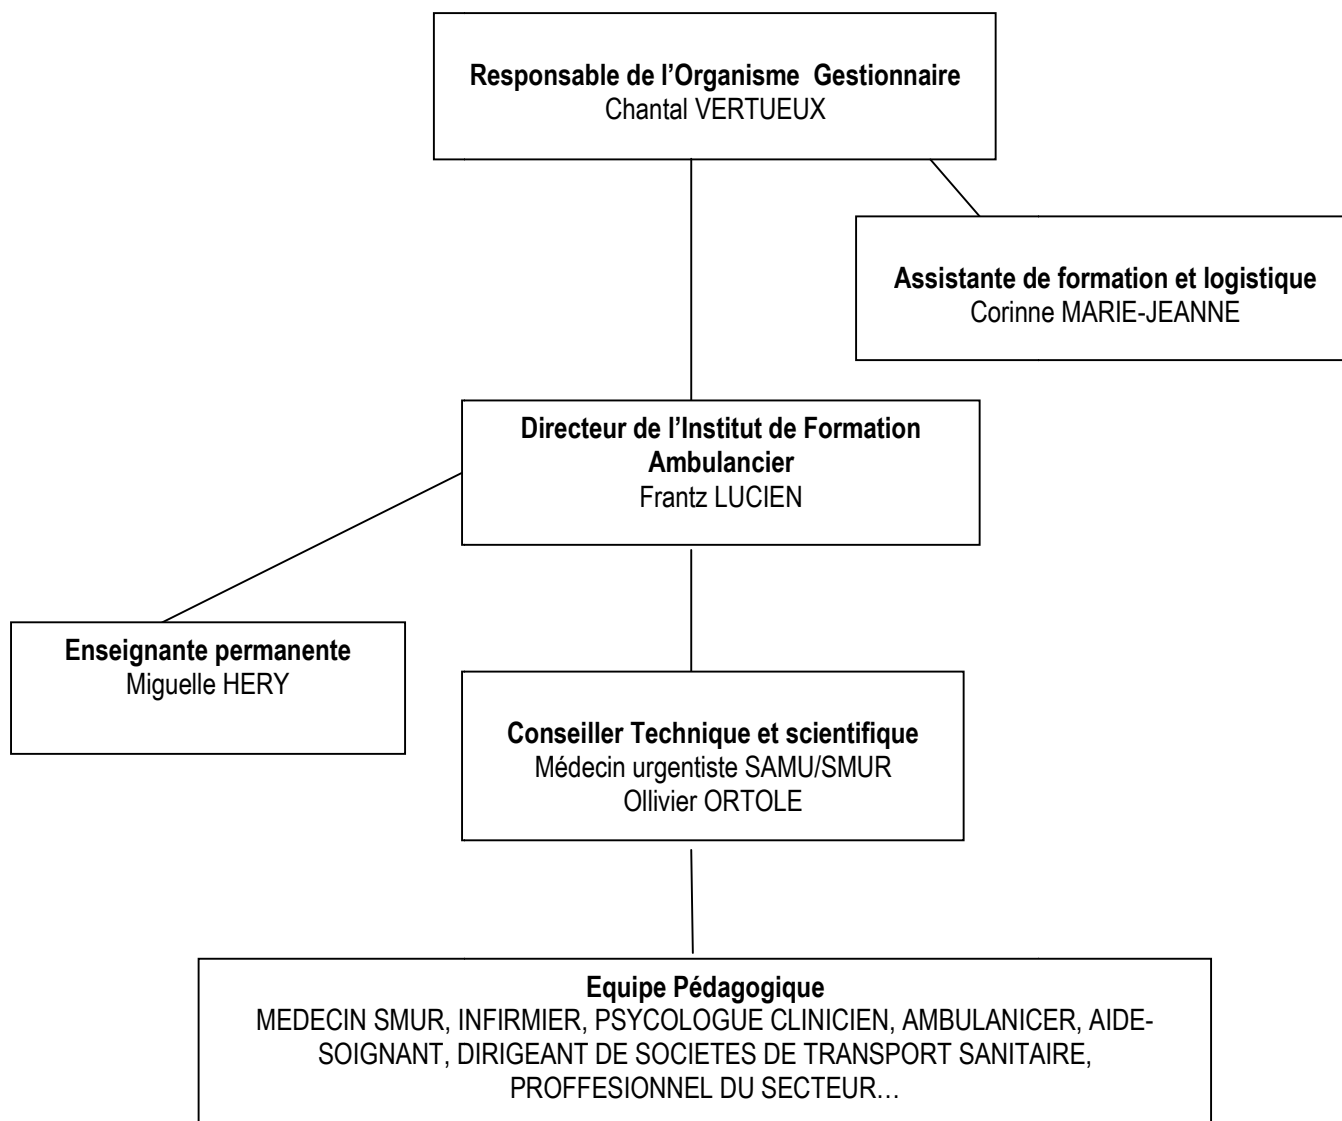 Responsable de l’Organisme  Gestionnaire
Chantal VERTUEUX
Assistante de formation et logistique
Corinne MARIE-JEANNE
Directeur de l’Institut de Formation
Ambulancier
Frantz LUCIEN
Enseignante permanente
Miguelle HERY
Conseiller Technique et scientifique
Médecin urgentiste SAMU/SMUR
Ollivier ORTOLE
Equipe Pédagogique
MEDECIN SMUR, INFIRMIER, PSYCOLOGUE CLINICIEN, AMBULANICER, AIDE-
SOIGNANT, DIRIGEANT DE SOCIETES DE TRANSPORT SANITAIRE,
PROFFESIONNEL DU SECTEUR…